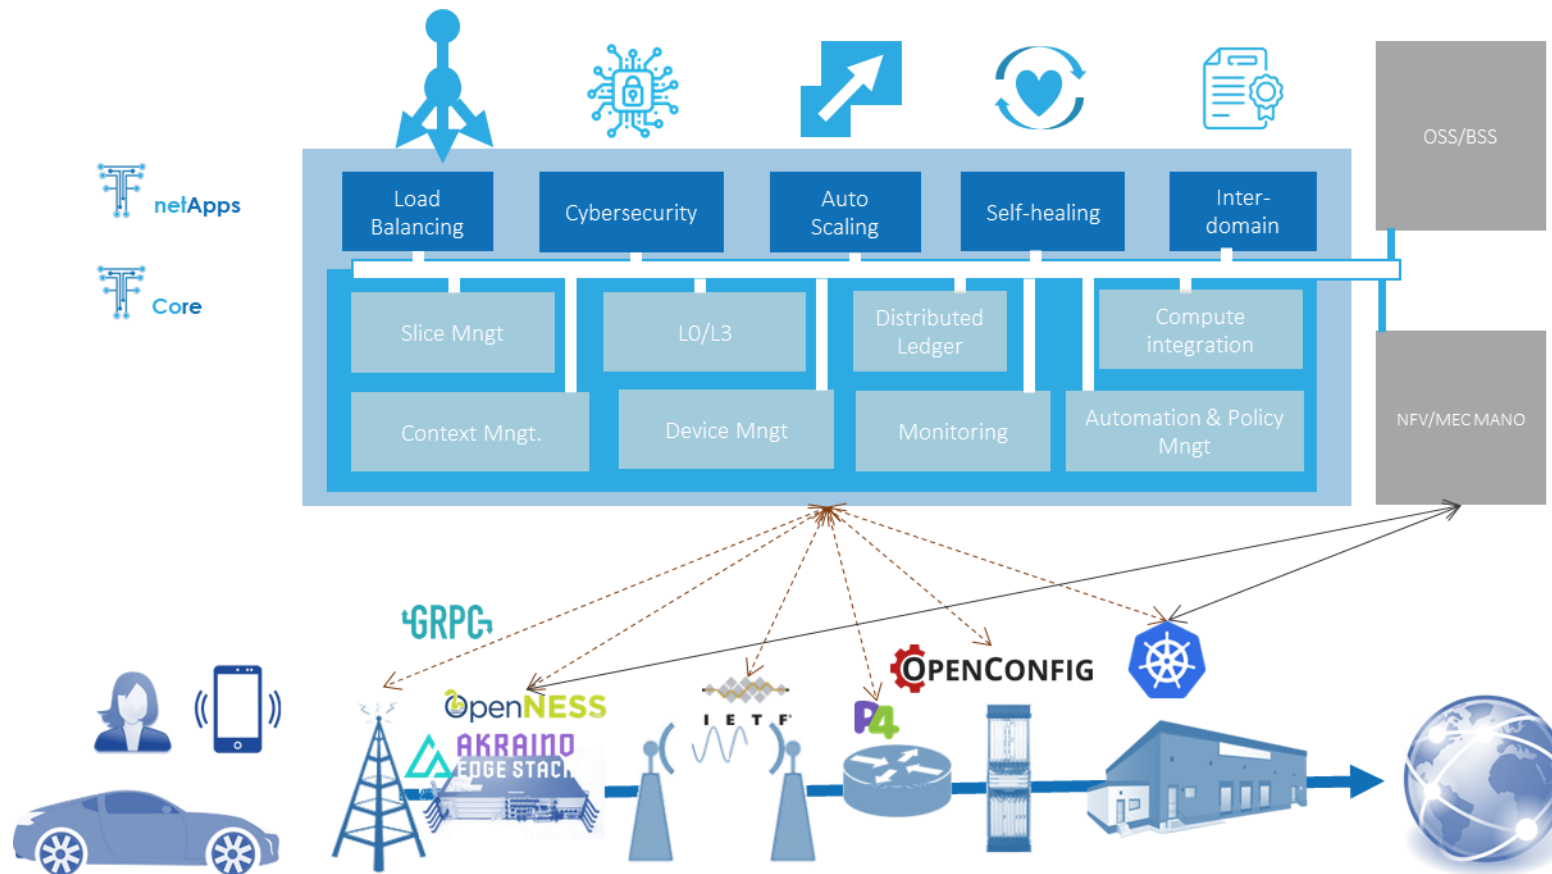 OSS/BSS
netApps
Load
Balancing
Cybersecurity
Auto
Scaling
Self-healing
Inter-
domain
Core
Slice Mngt
L0/L3
Distributed
Ledger
Compute
integration
Context Mngt.
Device Mngt
Monitoring
Automation & Policy
Mngt
NFV/MEC MANO
GRPC
OPENCONFIG
OpenNESS
IETF
P4
AKRAINO
EDGE STACK